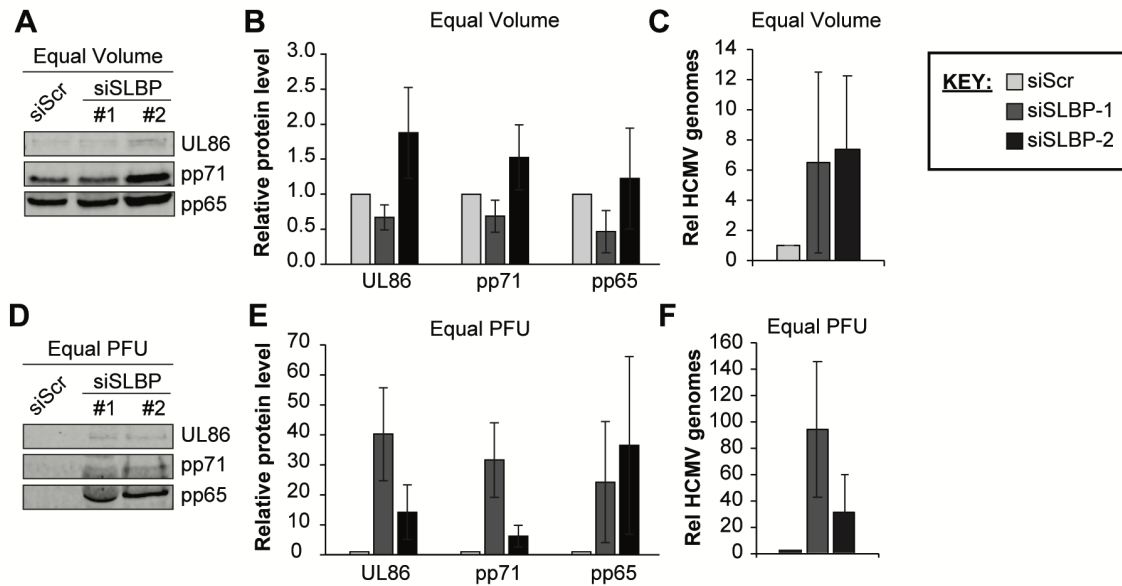 A
Equal Volume
siScr
siSLBP
#1 #2
UL86
pp71
pp65
B
Equal Volume
Relative protein level
3.0
2.5
2.0
1.5
1.0
0.5
0.0
UL86 pp71 pp65
C
Equal Volume
Rel HCMV genomes
14
12
10
8
6
4
2
0
KEY: siScr
siSLBP-1
siSLBP-2
D
Equal PFU
siScr
siSLBP
#1 #2
UL86
pp71
pp65
E
Equal PFU
Relative protein level
70
60
50
40
30
20
10
0
UL86 pp71 pp65
F
Equal PFU
Rel HCMV genomes
160
140
120
100
80
60
40
20
0